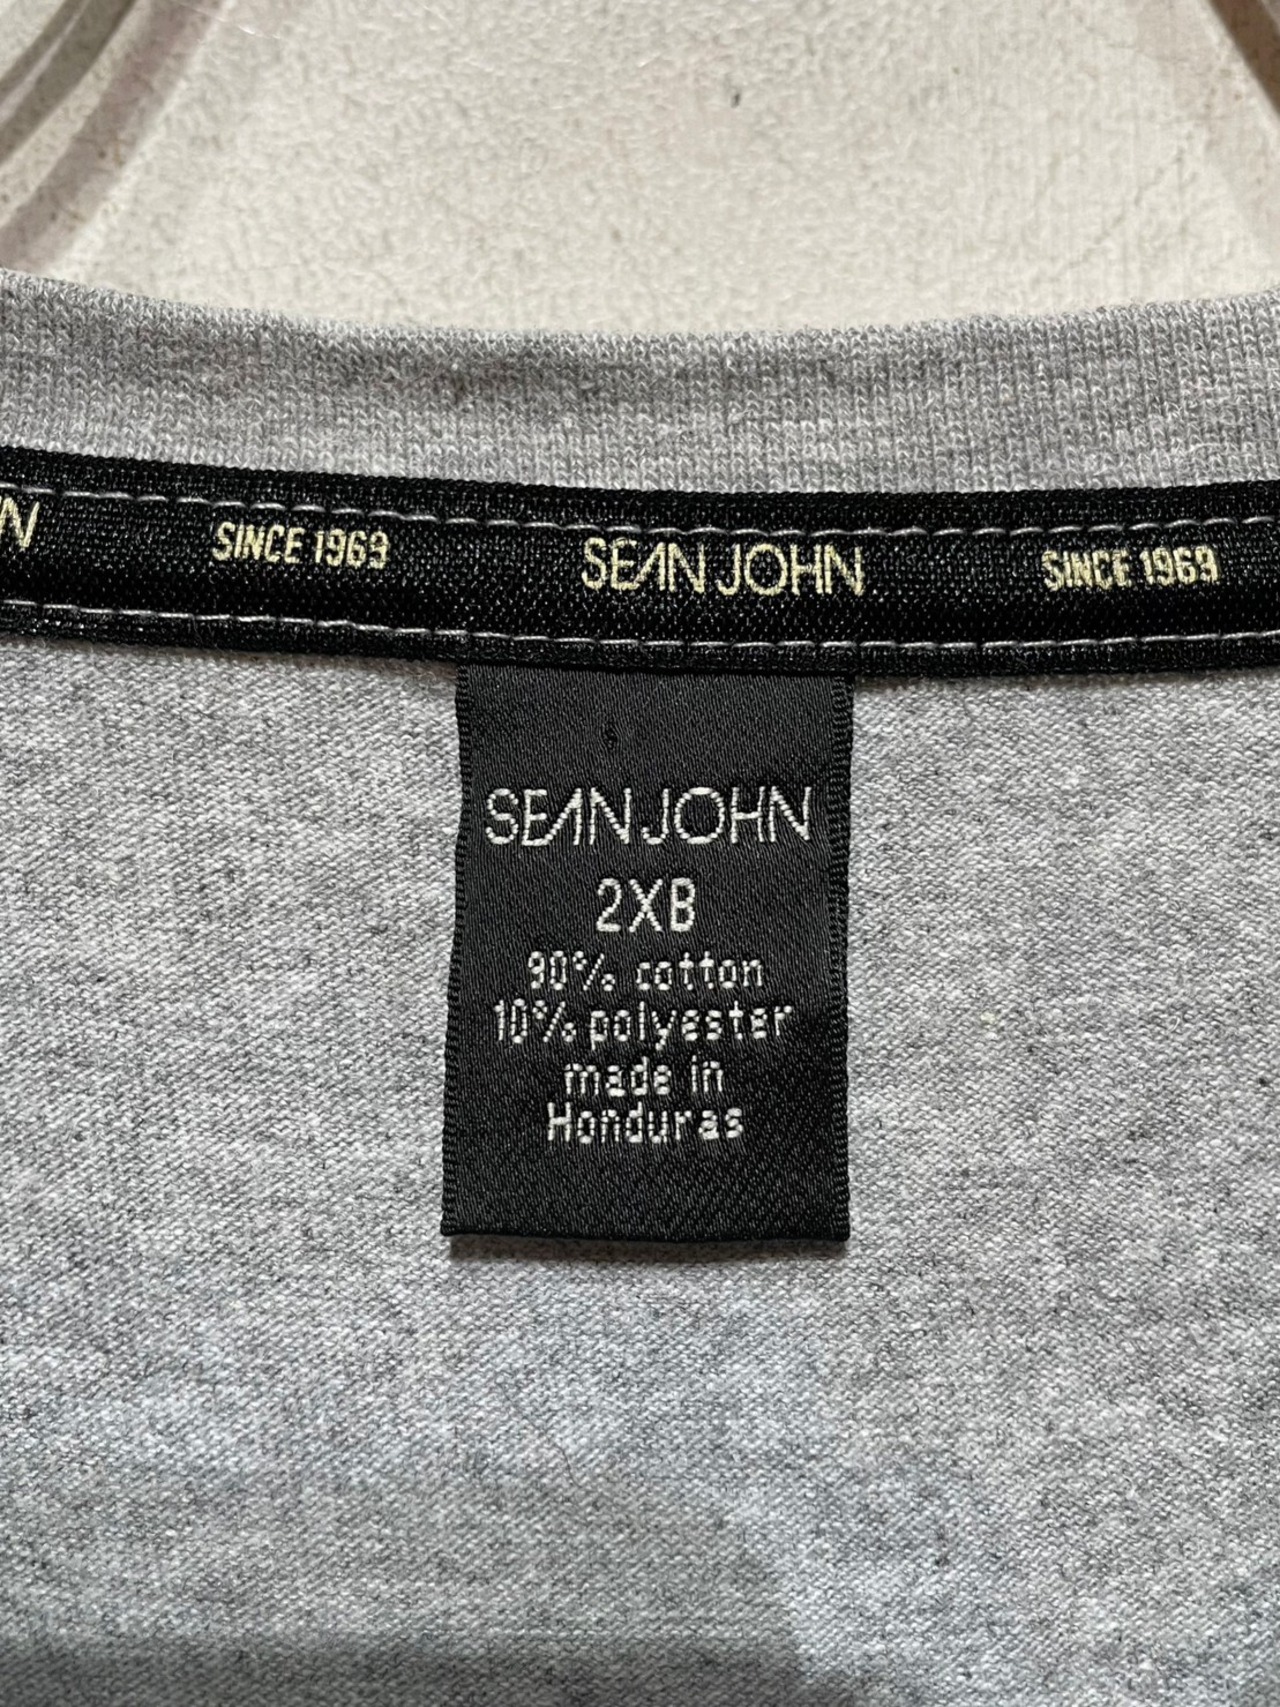 N SINCE 1969 SEAN JOHN SINCE 1969
SEAN JOHN
2XB
90% cotton
10% polyester
made in
Honduras